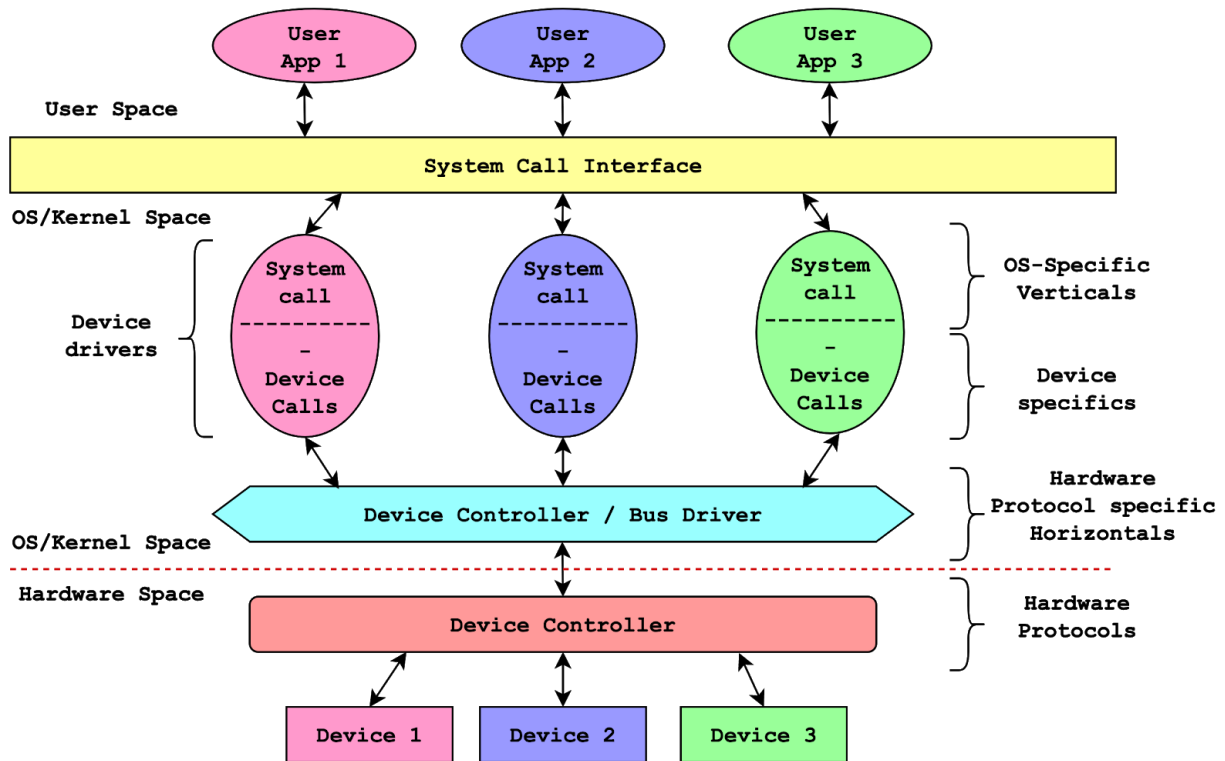 User
App 1
User
App 2
User
App 3
User Space
System Call Interface
OS/Kernel Space
Device
drivers
System
call
-
Device
Calls
System
call
-
Device
Calls
System
call
-
Device
Calls
OS-Specific
Verticals
Device
specifics
Device Controller / Bus Driver
Hardware
Protocol specific
Horizontals
OS/Kernel Space
Hardware Space
Device Controller
Hardware
Protocols
Device 1
Device 2
Device 3